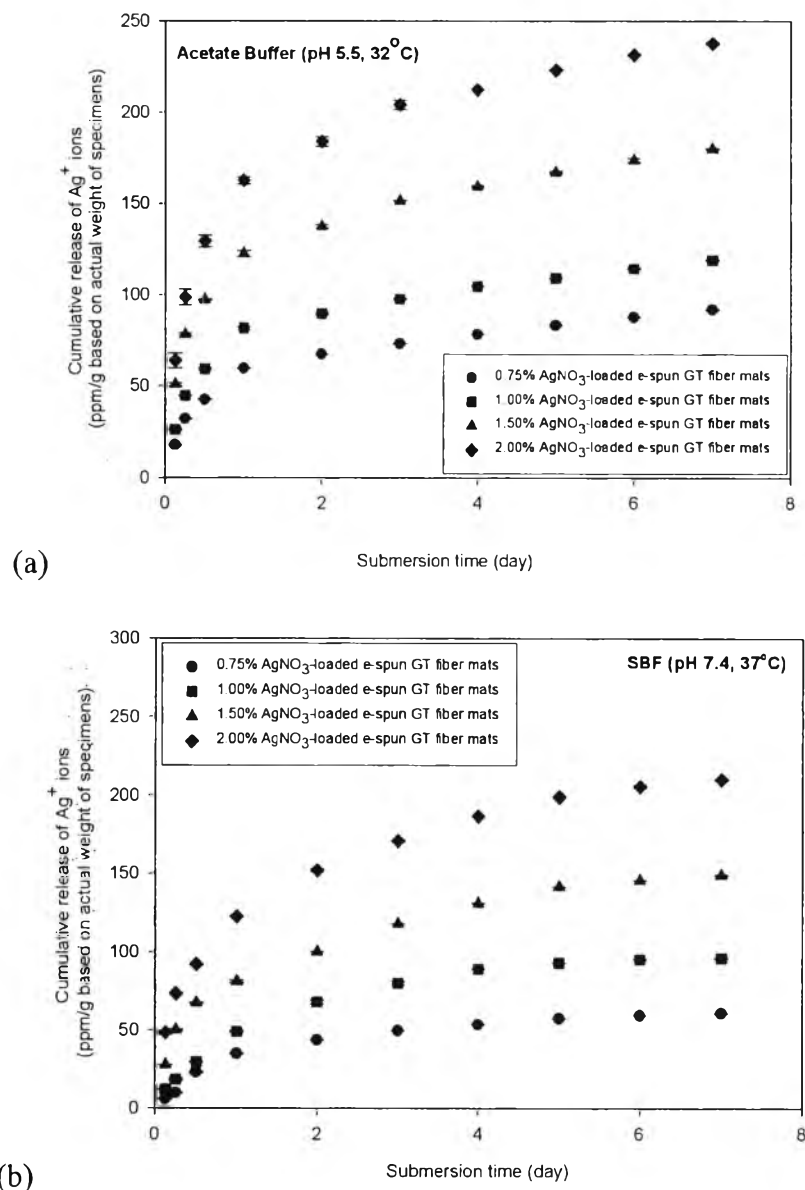 250
200
150
100
50
0
Cumulative release of Ag⁺ ions
(ppm/g based on actual weight of specimens)
Acetate Buffer (pH 5.5, 32°C)
0.75% AgNO₃-loaded e-spun GT fiber mats
1.00% AgNO₃-loaded e-spun GT fiber mats
1.50% AgNO₃-loaded e-spun GT fiber mats
2.00% AgNO₃-loaded e-spun GT fiber mats
0 2 4 6 8
Submersion time (day)
(a)
300
250
200
150
100
50
0
Cumulative release of Ag⁺ ions
(ppm/g based on actual weight of specimens)
0.75% AgNO₃-loaded e-spun GT fiber mats
1.00% AgNO₃-loaded e-spun GT fiber mats
1.50% AgNO₃-loaded e-spun GT fiber mats
2.00% AgNO₃-loaded e-spun GT fiber mats
SBF (pH 7.4, 37°C)
0 2 4 6 8
Submersion time (day)
(b)